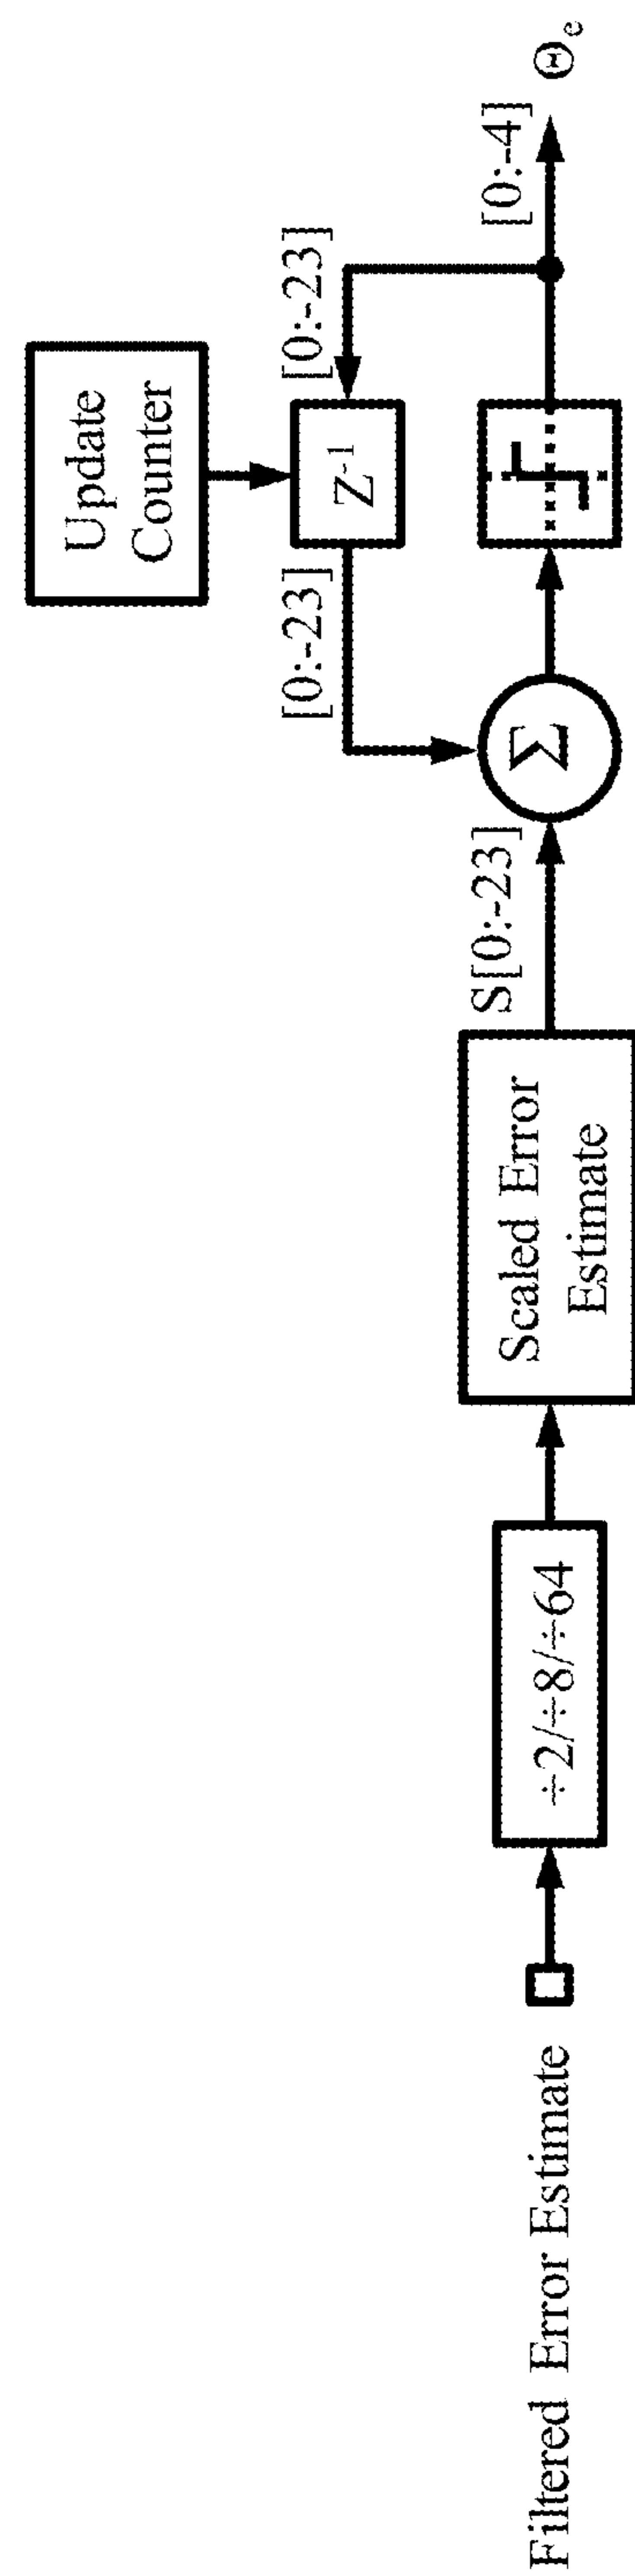 Filtered Error Estimate
÷2/÷8/÷64
Scaled Error
Estimate
S[0:-23]
Σ
[0:-23]
Z⁻¹
[0:-23]
Update
Counter
[0:-4]
Θₑ